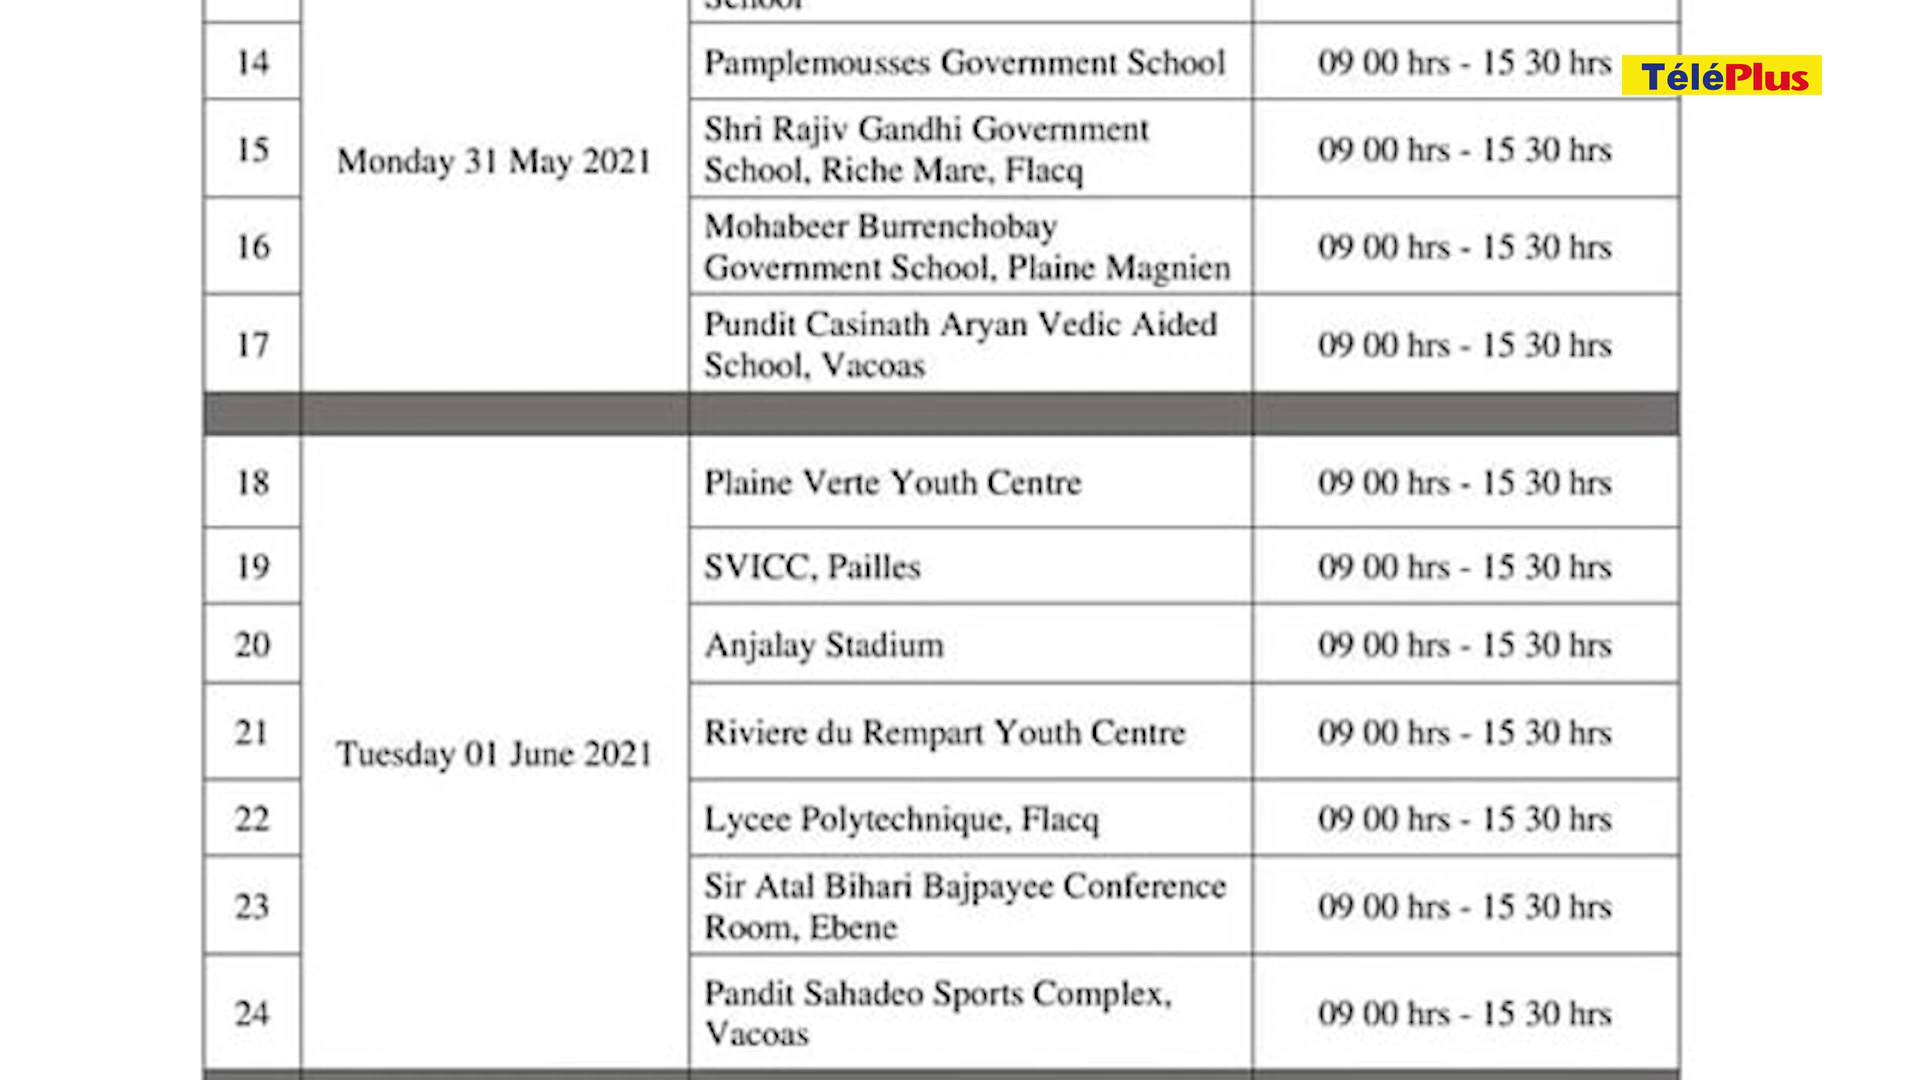 School
14
Pamplemousses Government School
09 00 hrs - 15 30 hrs
TéléPlus
Monday 31 May 2021
15
Shri Rajiv Gandhi Government
School, Riche Mare, Flacq
09 00 hrs - 15 30 hrs
16
Mohabeer Burrenchobay
Government School, Plaine Magnien
09 00 hrs - 15 30 hrs
17
Pundit Casinath Aryan Vedic Aided
School, Vacoas
09 00 hrs - 15 30 hrs
18
Plaine Verte Youth Centre
09 00 hrs - 15 30 hrs
19
SVICC, Pailles
09 00 hrs - 15 30 hrs
20
Anjalay Stadium
09 00 hrs - 15 30 hrs
21
Riviere du Rempart Youth Centre
09 00 hrs - 15 30 hrs
Tuesday 01 June 2021
22
Lycee Polytechnique, Flacq
09 00 hrs - 15 30 hrs
23
Sir Atal Bihari Bajpayee Conference
Room, Ebene
09 00 hrs - 15 30 hrs
24
Pandit Sahadeo Sports Complex,
Vacoas
09 00 hrs - 15 30 hrs